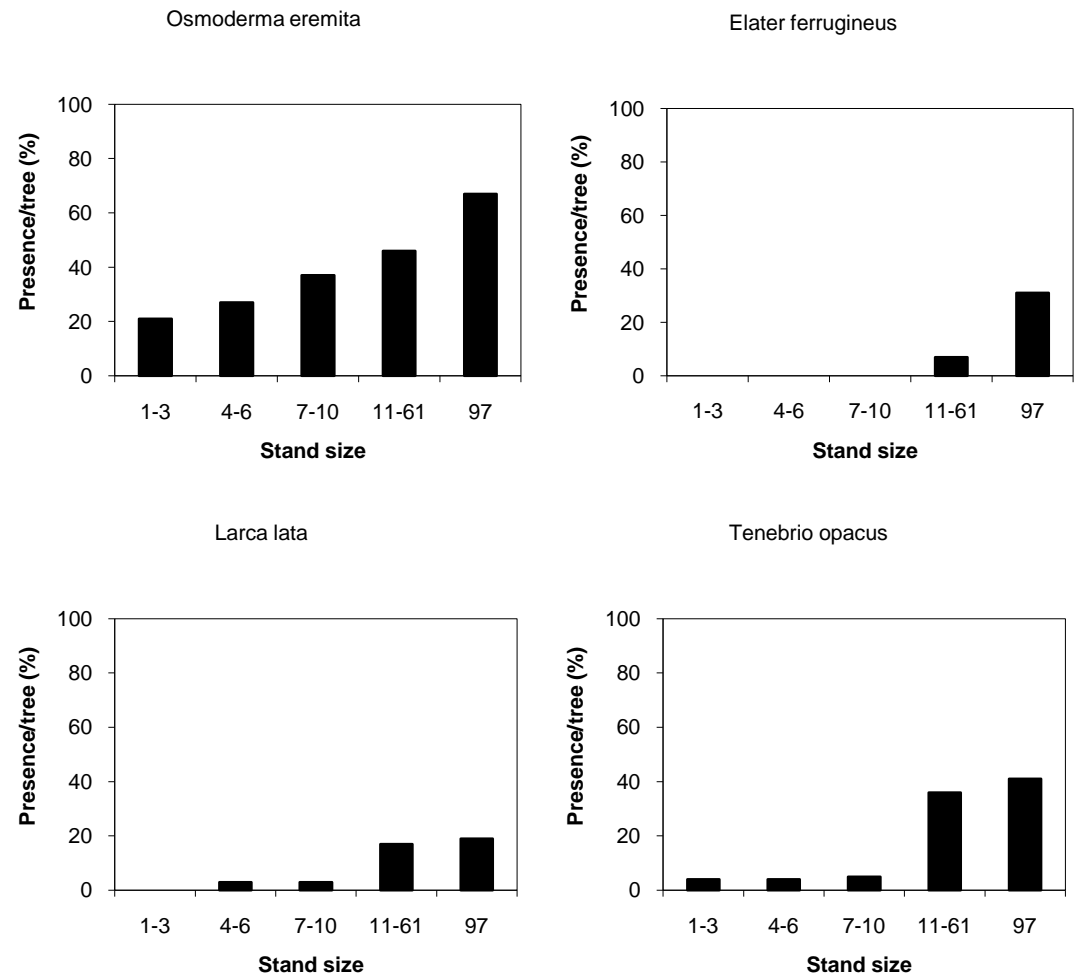 Osmoderma eremita
Presence/tree (%)
100
80
60
40
20
0
1-3 4-6 7-10 11-61 97
Stand size
Elater ferrugineus
Presence/tree (%)
100
80
60
40
20
0
1-3 4-6 7-10 11-61 97
Stand size
Larca lata
Presence/tree (%)
100
80
60
40
20
0
1-3 4-6 7-10 11-61 97
Stand size
Tenebrio opacus
Presence/tree (%)
100
80
60
40
20
0
1-3 4-6 7-10 11-61 97
Stand size